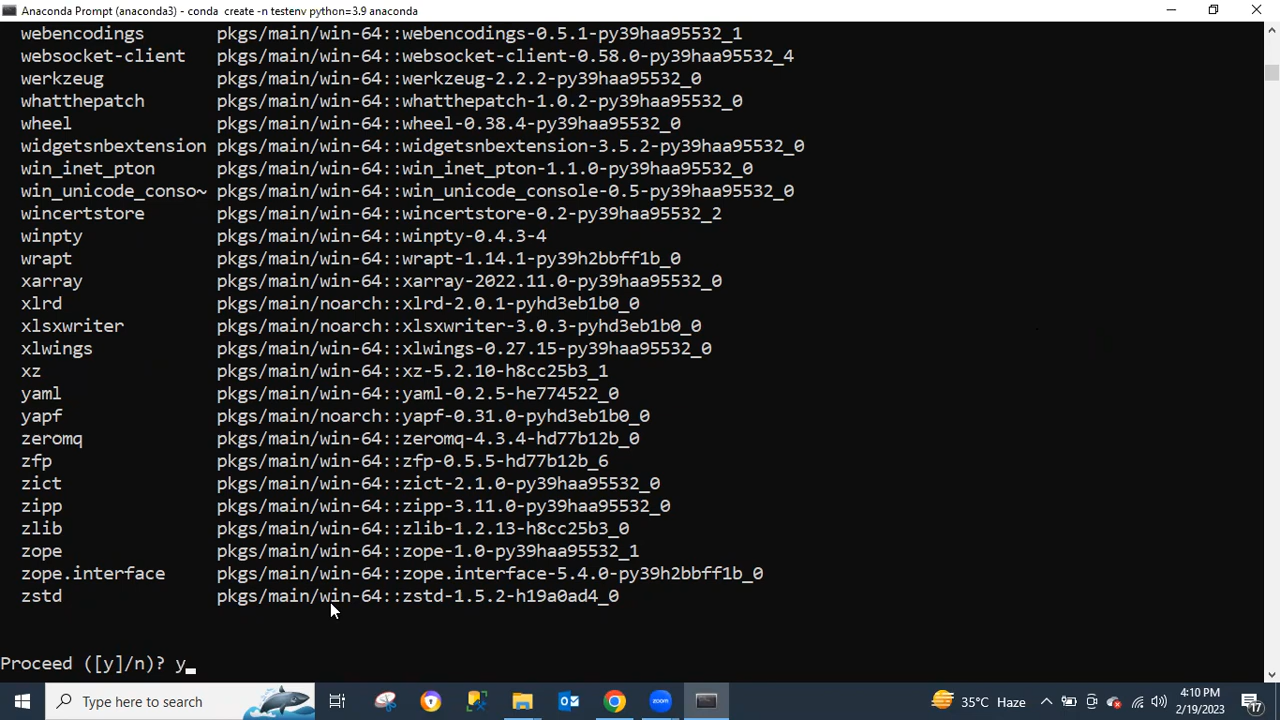 Anaconda Prompt (anaconda3) - conda create -n testenv python=3.9 anaconda
webencodings pkgs/main/win-64::webencodings-0.5.1-py39haa95532_1
websocket-client pkgs/main/win-64::websocket-client-0.58.0-py39haa95532_4
werkzeug pkgs/main/win-64::werkzeug-2.2.2-py39haa95532_0
whatthepatch pkgs/main/win-64::whatthepatch-1.0.2-py39haa95532_0
wheel pkgs/main/win-64::wheel-0.38.4-py39haa95532_0
widgetsnbextension pkgs/main/win-64::widgetsnbextension-3.5.2-py39haa95532_0
win_inet_pton pkgs/main/win-64::win_inet_pton-1.1.0-py39haa95532_0
win_unicode_conso~ pkgs/main/win-64::win_unicode_console-0.5-py39haa95532_0
wincertstore pkgs/main/win-64::wincertstore-0.2-py39haa95532_2
winpty pkgs/main/win-64::winpty-0.4.3-4
wrapt pkgs/main/win-64::wrapt-1.14.1-py39h2bbff1b_0
xarray pkgs/main/win-64::xarray-2022.11.0-py39haa95532_0
xlrd pkgs/main/noarch::xlrd-2.0.1-pyhd3eb1b0_0
xlsxwriter pkgs/main/noarch::xlsxwriter-3.0.3-pyhd3eb1b0_0
xlwings pkgs/main/win-64::xlwings-0.27.15-py39haa95532_0
xz pkgs/main/win-64::xz-5.2.10-h8cc25b3_1
yaml pkgs/main/win-64::yaml-0.2.5-he774522_0
yapf pkgs/main/noarch::yapf-0.31.0-pyhd3eb1b0_0
zeromq pkgs/main/win-64::zeromq-4.3.4-hd77b12b_0
zfp pkgs/main/win-64::zfp-0.5.5-hd77b12b_6
zict pkgs/main/win-64::zict-2.1.0-py39haa95532_0
zipp pkgs/main/win-64::zipp-3.11.0-py39haa95532_0
zlib pkgs/main/win-64::zlib-1.2.13-h8cc25b3_0
zope pkgs/main/win-64::zope-1.0-py39haa95532_1
zope.interface pkgs/main/win-64::zope.interface-5.4.0-py39h2bbff1b_0
zstd pkgs/main/win-64::zstd-1.5.2-h19a0ad4_0
Proceed ([y]/n)? y
Type here to search
zoom
35°C Haze
4:10 PM
2/19/2023
17